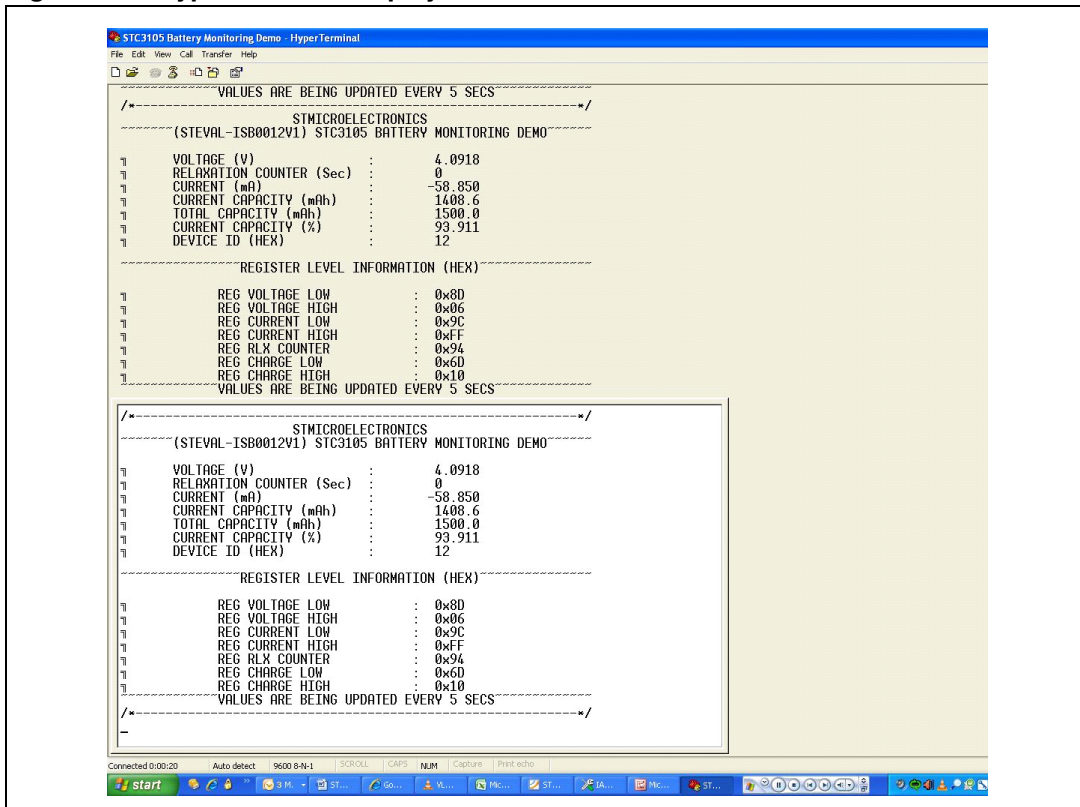 STC3105 Battery Monitoring Demo - HyperTerminal
File Edit View Call Transfer Help
~~~~~~~~~~~~~VALUES ARE BEING UPDATED EVERY 5 SECS~~~~~~~~~~~~~
/*-----------------------------------------------------------*/
STMICROELECTRONICS
~~~~~~~(STEVAL-ISB0012V1) STC3105 BATTERY MONITORING DEMO~~~~~~
╗ VOLTAGE (V) : 4.0918
╗ RELAXATION COUNTER (Sec) : 0
╗ CURRENT (mA) : -58.850
╗ CURRENT CAPACITY (mAh) : 1408.6
╗ TOTAL CAPACITY (mAh) : 1500.0
╗ CURRENT CAPACITY (%) : 93.911
╗ DEVICE ID (HEX) : 12
~~~~~~~~~~~~~~~~REGISTER LEVEL INFORMATION (HEX)~~~~~~~~~~~~~~~
╗ REG VOLTAGE LOW : 0x8D
╗ REG VOLTAGE HIGH : 0x06
╗ REG CURRENT LOW : 0x9C
╗ REG CURRENT HIGH : 0xFF
╗ REG RLX COUNTER : 0x94
╗ REG CHARGE LOW : 0x6D
╗ REG CHARGE HIGH : 0x10
~~~~~~~~~~~~~VALUES ARE BEING UPDATED EVERY 5 SECS~~~~~~~~~~~~~
/*-----------------------------------------------------------*/
STMICROELECTRONICS
~~~~~~~(STEVAL-ISB0012V1) STC3105 BATTERY MONITORING DEMO~~~~~~
╗ VOLTAGE (V) : 4.0918
╗ RELAXATION COUNTER (Sec) : 0
╗ CURRENT (mA) : -58.850
╗ CURRENT CAPACITY (mAh) : 1408.6
╗ TOTAL CAPACITY (mAh) : 1500.0
╗ CURRENT CAPACITY (%) : 93.911
╗ DEVICE ID (HEX) : 12
~~~~~~~~~~~~~~~~REGISTER LEVEL INFORMATION (HEX)~~~~~~~~~~~~~~~
╗ REG VOLTAGE LOW : 0x8D
╗ REG VOLTAGE HIGH : 0x06
╗ REG CURRENT LOW : 0x9C
╗ REG CURRENT HIGH : 0xFF
╗ REG RLX COUNTER : 0x94
╗ REG CHARGE LOW : 0x6D
╗ REG CHARGE HIGH : 0x10
~~~~~~~~~~~~~VALUES ARE BEING UPDATED EVERY 5 SECS~~~~~~~~~~~~~
/*-----------------------------------------------------------*/
_
Connected 0:00:20 Auto detect 9600 8-N-1 SCROLL CAPS NUM Capture Print echo
start 3 M. ST... Go... YL... Mic... ST... IA... Mc... ST...